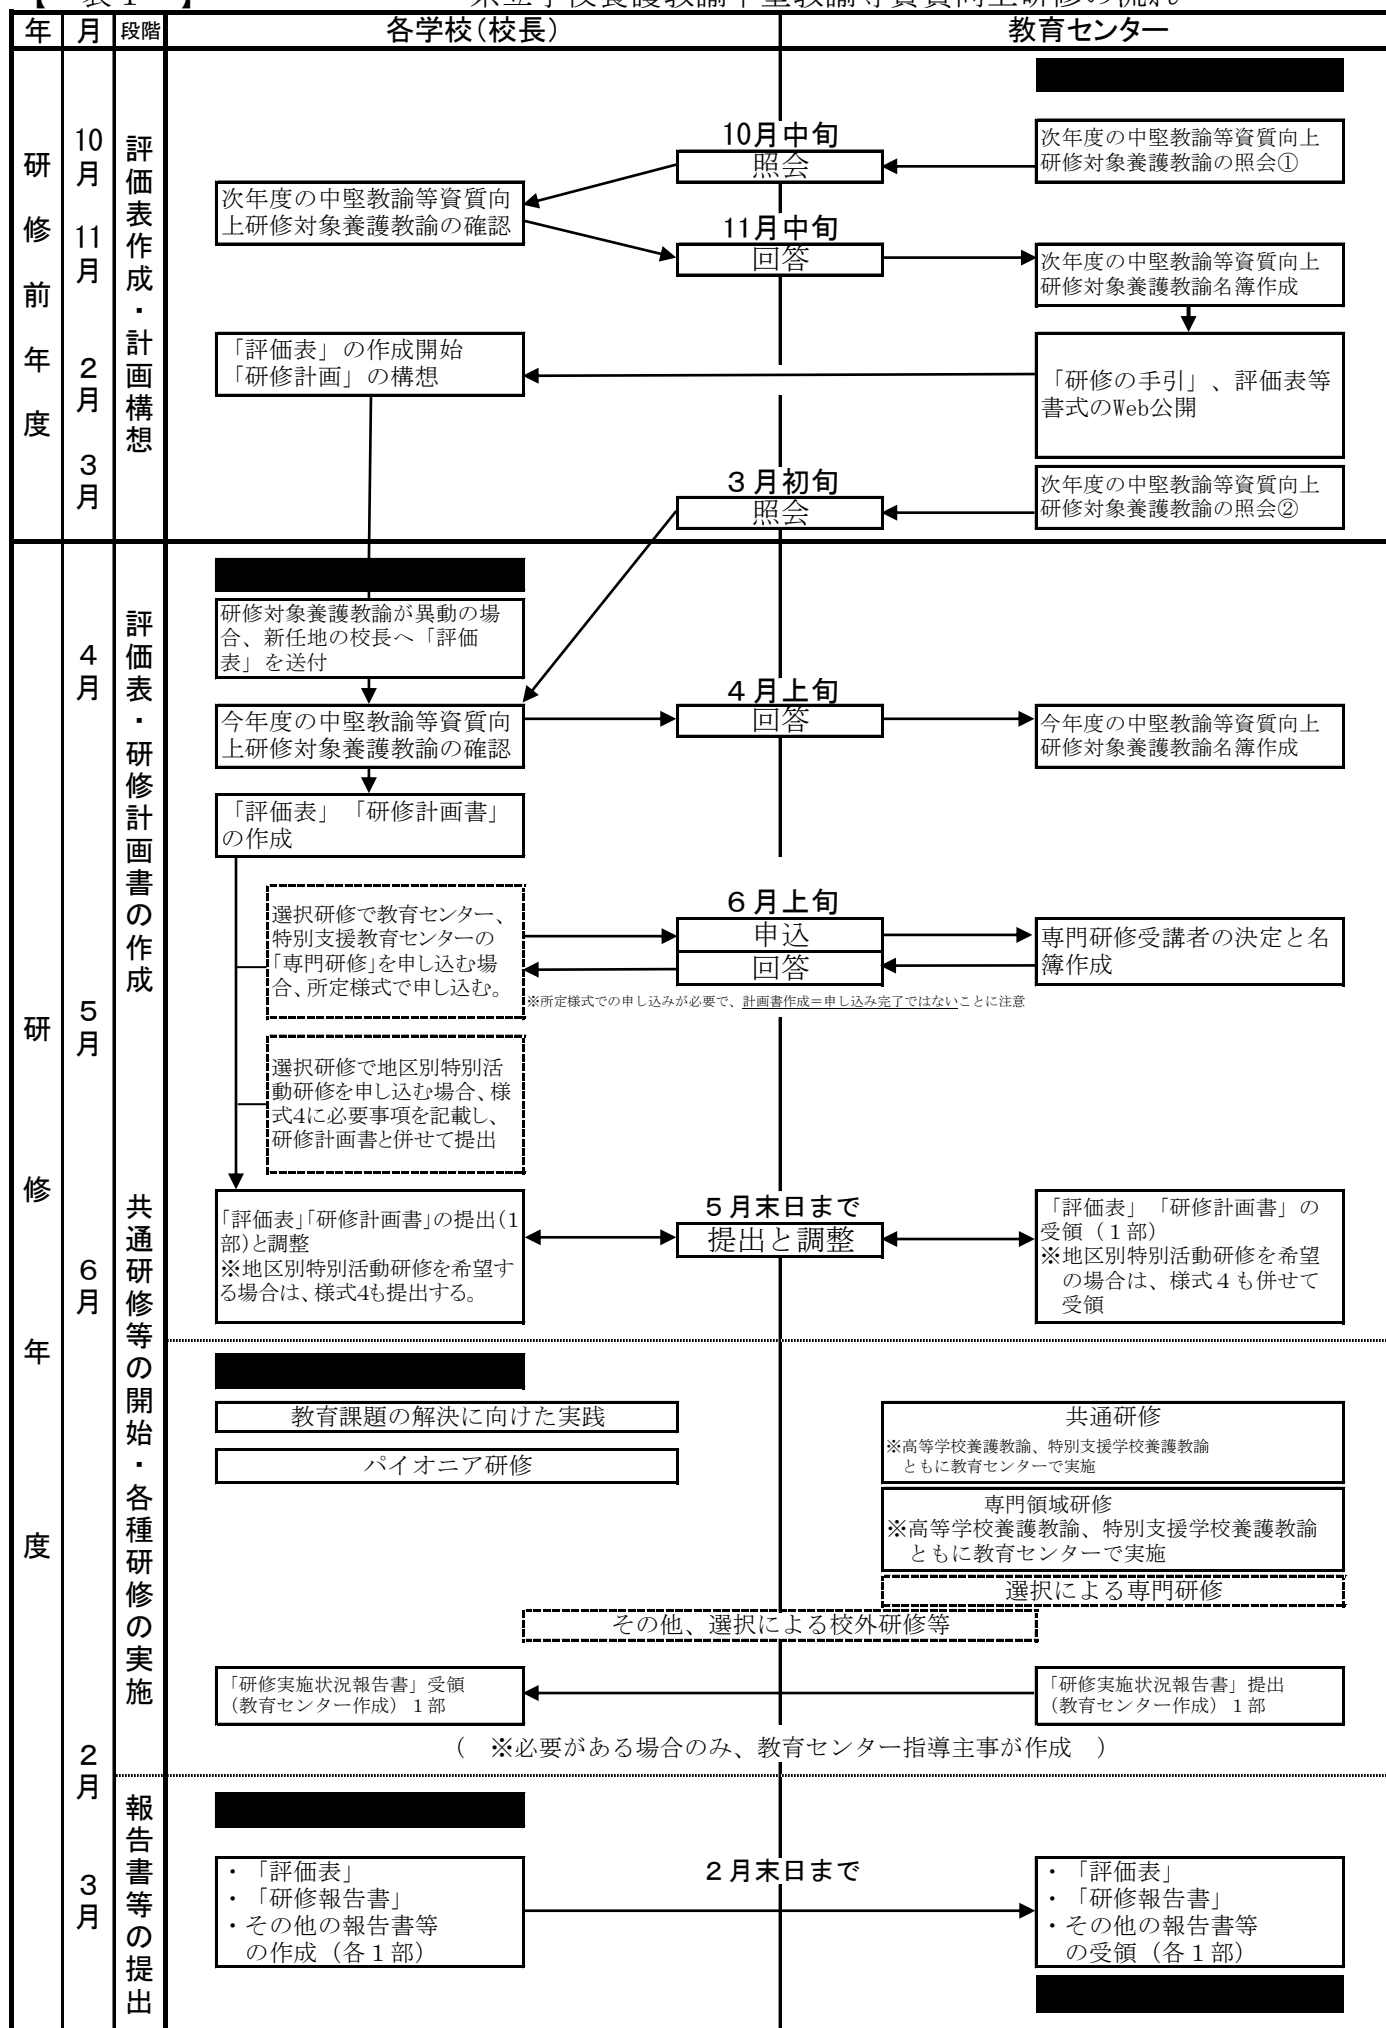 【　表１　】
県立学校養護教諭中堅教諭等資質向上研修の流れ
年
月
段階
各学校（校長）
教育センター
研修前年度
10月
11月
２月
３月
評価表作成・計画構想
10月中旬
照会
次年度の中堅教諭等資質向上
研修対象養護教諭の照会①
次年度の中堅教諭等資質向
上研修対象養護教諭の確認
11月中旬
回答
次年度の中堅教諭等資質向上
研修対象養護教諭名簿作成
「評価表」の作成開始
「研修計画」の構想
「研修の手引」、評価表等
書式のWeb公開
３月初旬
照会
次年度の中堅教諭等資質向上
研修対象養護教諭の照会②
研修年度
４月
５月
６月
２月
３月
評価表・研修計画書の作成
研修対象養護教諭が異動の場
合、新任地の校長へ「評価
表」を送付
今年度の中堅教諭等資質向
上研修対象養護教諭の確認
４月上旬
回答
今年度の中堅教諭等資質向上
研修対象養護教諭名簿作成
「評価表」「研修計画書」
の作成
選択研修で教育センター、
特別支援教育センターの
「専門研修」を申し込む場
合、所定様式で申し込む。
６月上旬
申込
回答
専門研修受講者の決定と名
簿作成
※所定様式での申し込みが必要で、計画書作成＝申し込み完了ではないことに注意
選択研修で地区別特別活
動研修を申し込む場合、様
式4に必要事項を記載し、
研修計画書と併せて提出
共通研修等の開始・各種研修の実施
「評価表」「研修計画書」の提出（1
部）と調整
※地区別特別活動研修を希望す
る場合は、様式4も提出する。
５月末日まで
提出と調整
「評価表」「研修計画書」の
受領（１部）
※地区別特別活動研修を希望
の場合は、様式４も併せて
受領
教育課題の解決に向けた実践
パイオニア研修
共通研修
※高等学校養護教諭、特別支援学校養護教諭
ともに教育センターで実施
専門領域研修
※高等学校養護教諭、特別支援学校養護教諭
ともに教育センターで実施
選択による専門研修
その他、選択による校外研修等
「研修実施状況報告書」受領
（教育センター作成）１部
「研修実施状況報告書」提出
（教育センター作成）１部
（　※必要がある場合のみ、教育センター指導主事が作成　）
報告書等の提出
・「評価表」
・「研修報告書」
・その他の報告書等
の作成（各１部）
２月末日まで
・「評価表」
・「研修報告書」
・その他の報告書等
の受領（各１部）